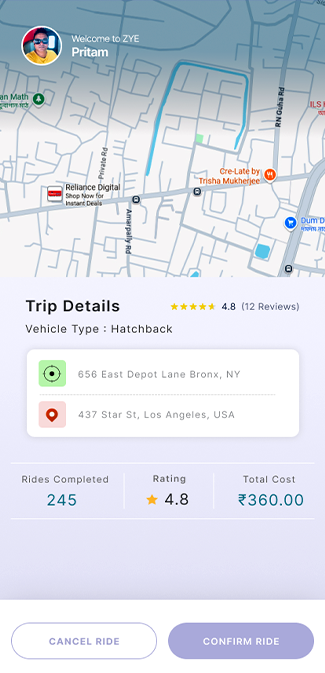 Welcome to ZYE
Pritam
an Math
RN Guha Rd
ILS
Private Rd
Cre-Late by
Trisha Mukherjee
Reliance Digital
Shop Now for
Instant Deals
Amarpally Rd
Dum D
Trip Details
4.8 (12 Reviews)
Vehicle Type : Hatchback
656 East Depot Lane Bronx, NY
437 Star St, Los Angeles, USA
Rides Completed
Rating
Total Cost
245
4.8
₹360.00
CANCEL RIDE
CONFIRM RIDE